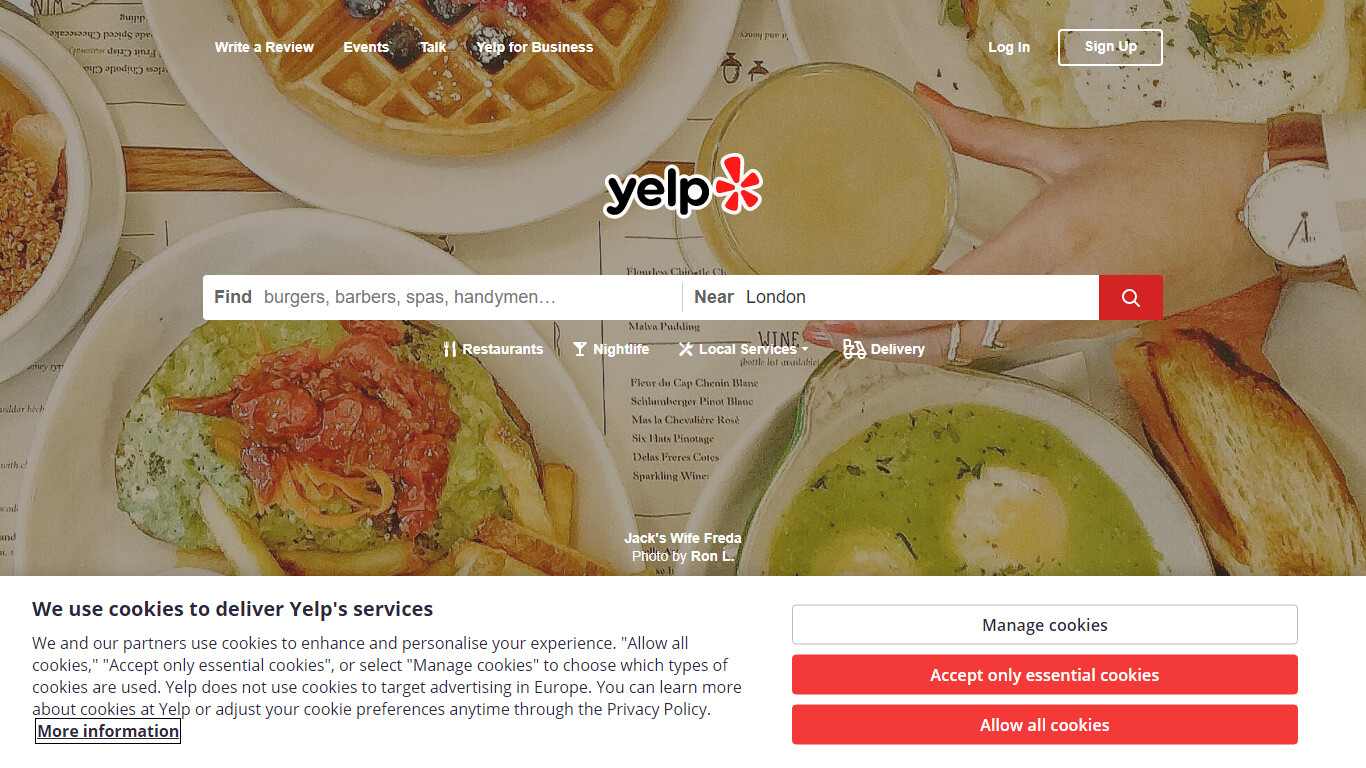 Write a Review Events Talk Yelp for Business Log In Sign Up
yelp
Find burgers, barbers, spas, handymen… Near London
Restaurants Nightlife Local Services Delivery
Malva Pudding
WINE
(bottle list available)
Fleur du Cap Chenin Blanc
Schlumberger Pinot Blanc
Mas la Chevalière Rosè
Six Hats Pinotage
Delas Freres Cotes
Sparkling Wine
Jack's Wife Freda
Photo by Ron L.
We use cookies to deliver Yelp's services
We and our partners use cookies to enhance and personalise your experience. "Allow all
cookies," "Accept only essential cookies", or select "Manage cookies" to choose which types of
cookies are used. Yelp does not use cookies to target advertising in Europe. You can learn more
about cookies at Yelp or adjust your cookie preferences anytime through the Privacy Policy.
More information
Manage cookies
Accept only essential cookies
Allow all cookies